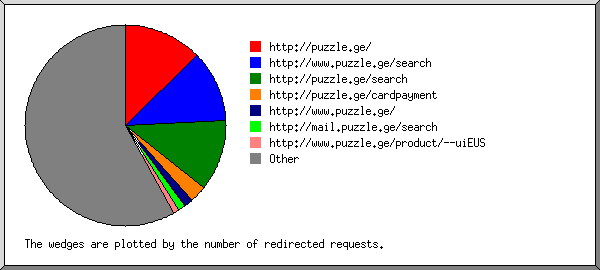 http://puzzle.ge/
http://www.puzzle.ge/search
http://puzzle.ge/search
http://puzzle.ge/cardpayment
http://www.puzzle.ge/
http://mail.puzzle.ge/search
http://www.puzzle.ge/product/--uiEUS
Other
The wedges are plotted by the number of redirected requests.